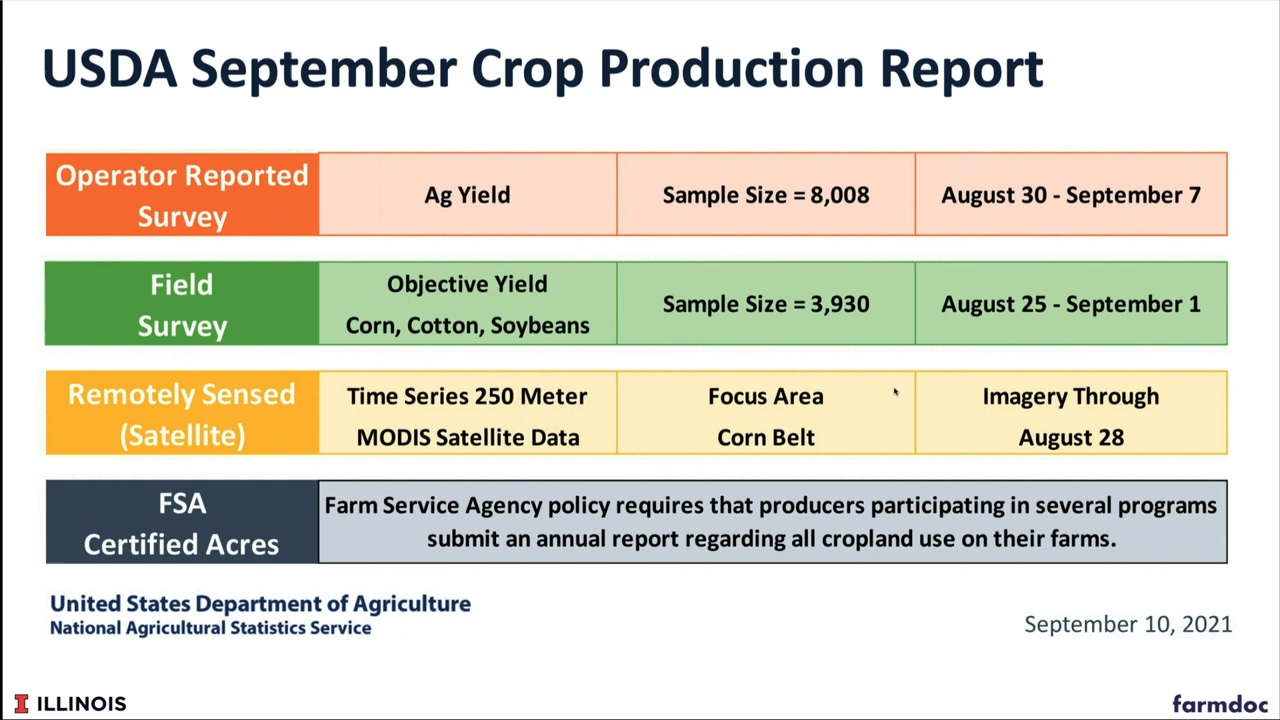 USDA September Crop Production Report
Operator Reported
Survey
Ag Yield
Sample Size = 8,008
August 30 - September 7
Field
Survey
Objective Yield
Corn, Cotton, Soybeans
Sample Size = 3,930
August 25 - September 1
Remotely Sensed
(Satellite)
Time Series 250 Meter
MODIS Satellite Data
Focus Area
Corn Belt
Imagery Through
August 28
FSA
Certified Acres
Farm Service Agency policy requires that producers participating in several programs
submit an annual report regarding all cropland use on their farms.
United States Department of Agriculture
National Agricultural Statistics Service
September 10, 2021
I ILLINOIS
farmdoc